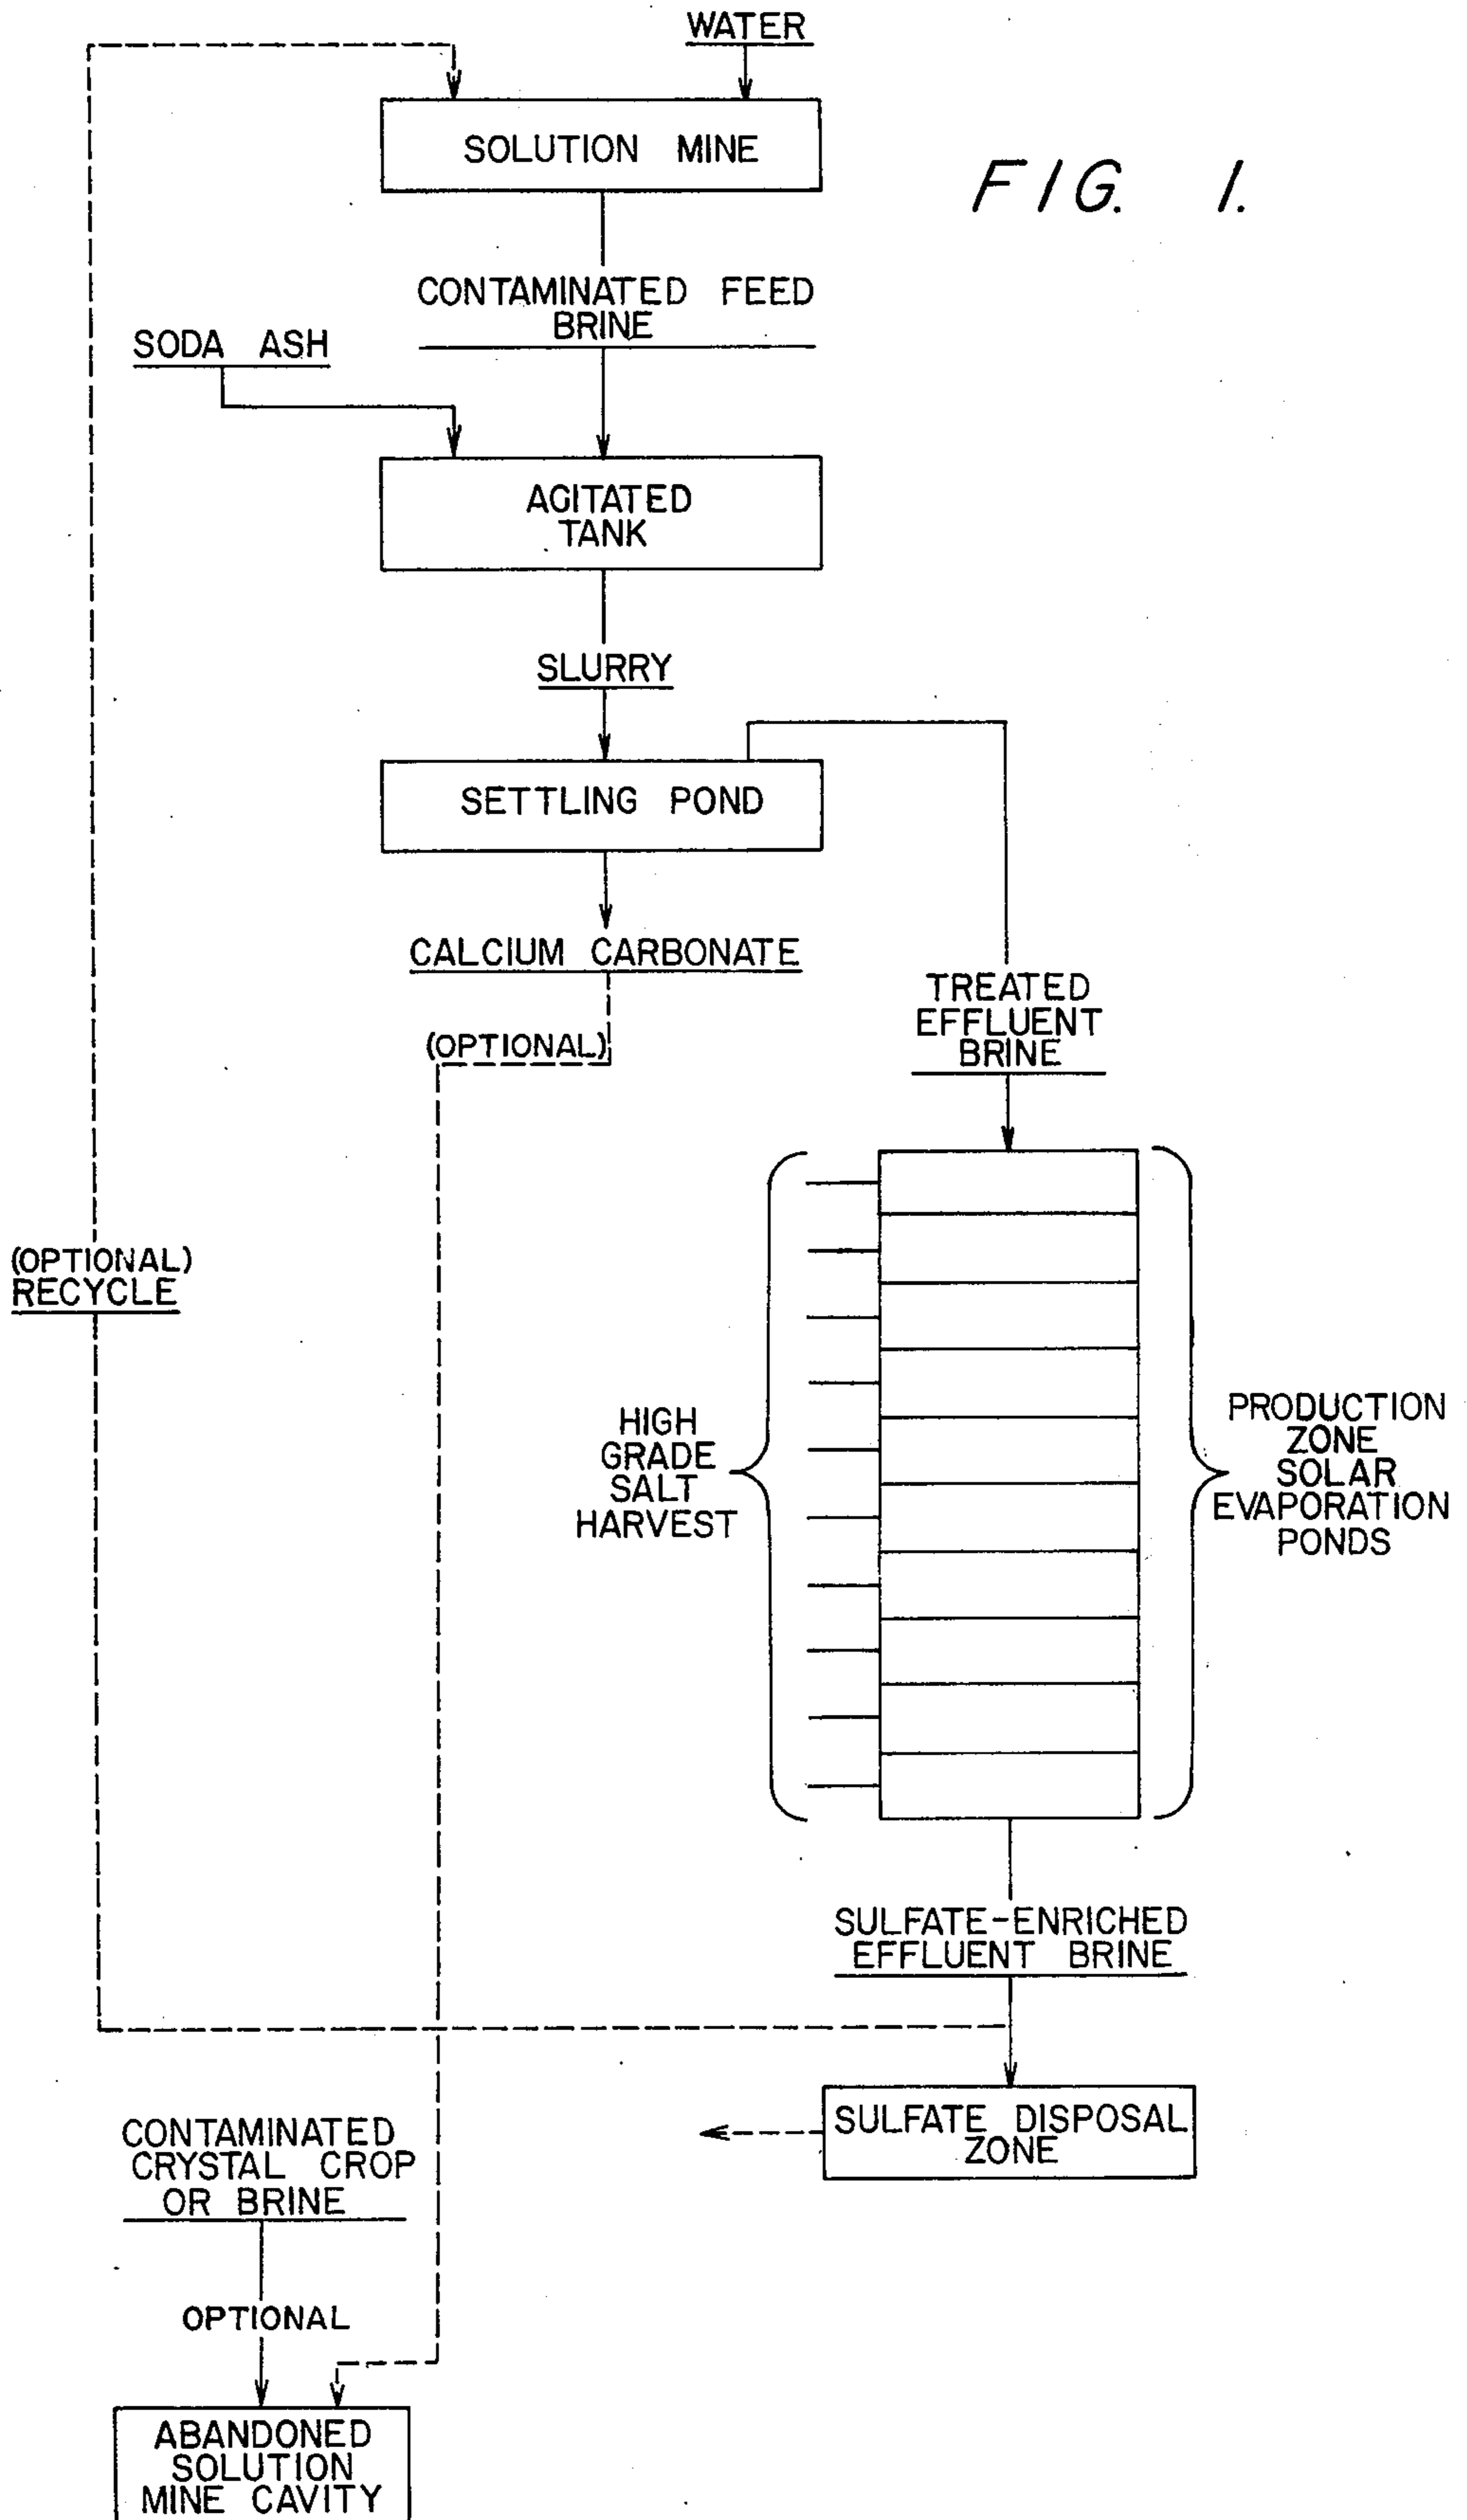 WATER
SOLUTION MINE
FIG. 1.
CONTAMINATED FEED
BRINE
SODA ASH
AGITATED
TANK
SLURRY
SETTLING POND
CALCIUM CARBONATE
(OPTIONAL)
TREATED
EFFLUENT
BRINE
(OPTIONAL)
RECYCLE
HIGH
GRADE
SALT
HARVEST
PRODUCTION
ZONE
SOLAR
EVAPORATION
PONDS
SULFATE-ENRICHED
EFFLUENT BRINE
SULFATE DISPOSAL
ZONE
CONTAMINATED
CRYSTAL CROP
OR BRINE
OPTIONAL
ABANDONED
SOLUTION
MINE CAVITY